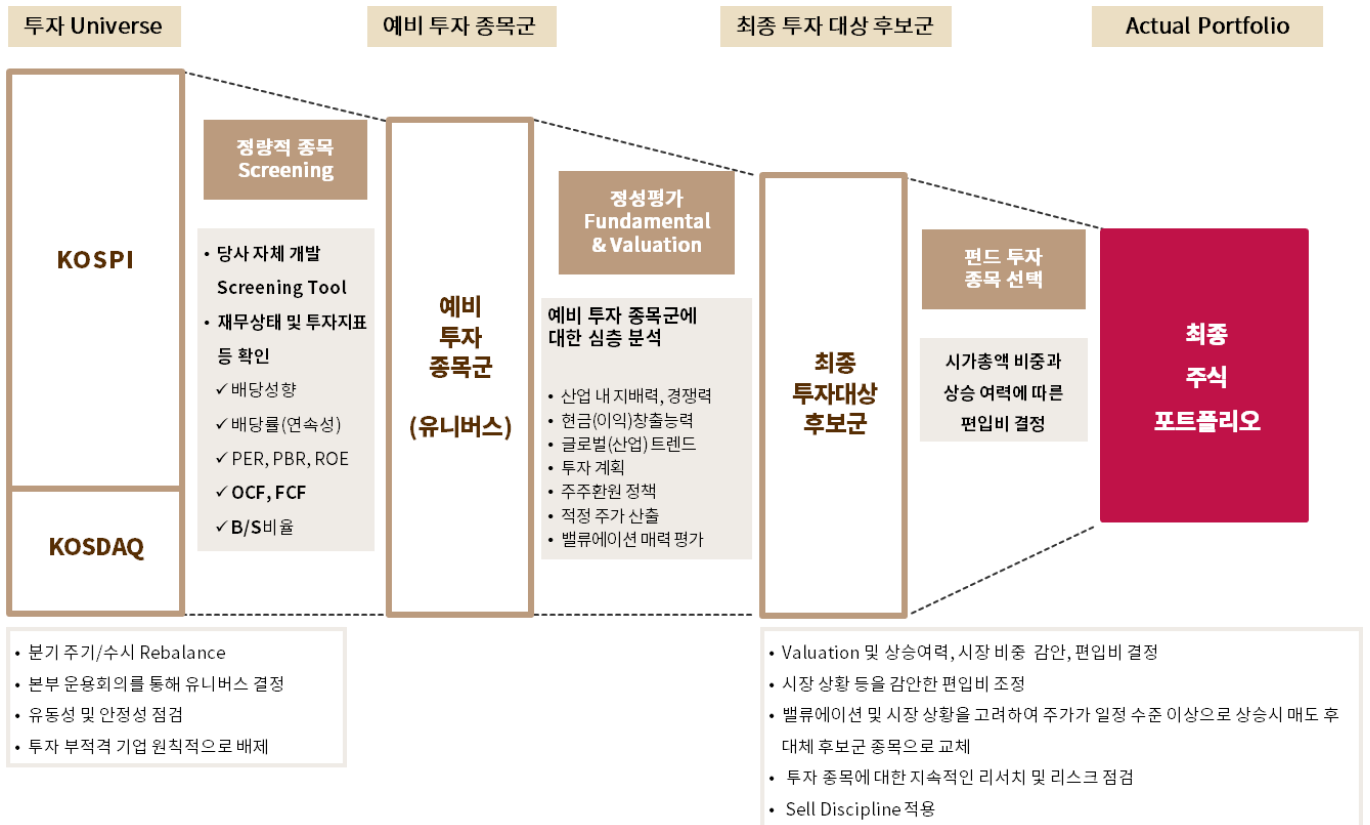 투자 Universe
예비 투자 종목군
최종 투자 대상 후보군
Actual Portfolio
KOSPI
KOSDAQ
정량적 종목
Screening
• 당사 자체 개발
Screening Tool
• 재무상태 및 투자지표
등 확인
✓ 배당성향
✓ 배당률(연속성)
✓ PER, PBR, ROE
✓ OCF, FCF
✓ B/S비율
예비
투자
종목군
(유니버스)
정성평가
Fundamental
& Valuation
예비 투자 종목군에
대한 심층 분석
• 산업 내 지배력, 경쟁력
• 현금(이익)창출능력
• 글로벌(산업) 트렌드
• 투자 계획
• 주주환원 정책
• 적정 주가 산출
• 밸류에이션 매력 평가
최종
투자대상
후보군
펀드 투자
종목 선택
시가총액 비중과
상승 여력에 따른
편입비 결정
최종
주식
포트폴리오
• 분기 주기/수시 Rebalance
• 본부 운용회의를 통해 유니버스 결정
• 유동성 및 안정성 점검
• 투자 부적격 기업 원칙적으로 배제
• Valuation 및 상승여력, 시장 비중 감안, 편입비 결정
• 시장 상황 등을 감안한 편입비 조정
• 밸류에이션 및 시장 상황을 고려하여 주가가 일정 수준 이상으로 상승시 매도 후
대체 후보군 종목으로 교체
• 투자 종목에 대한 지속적인 리서치 및 리스크 점검
• Sell Discipline 적용